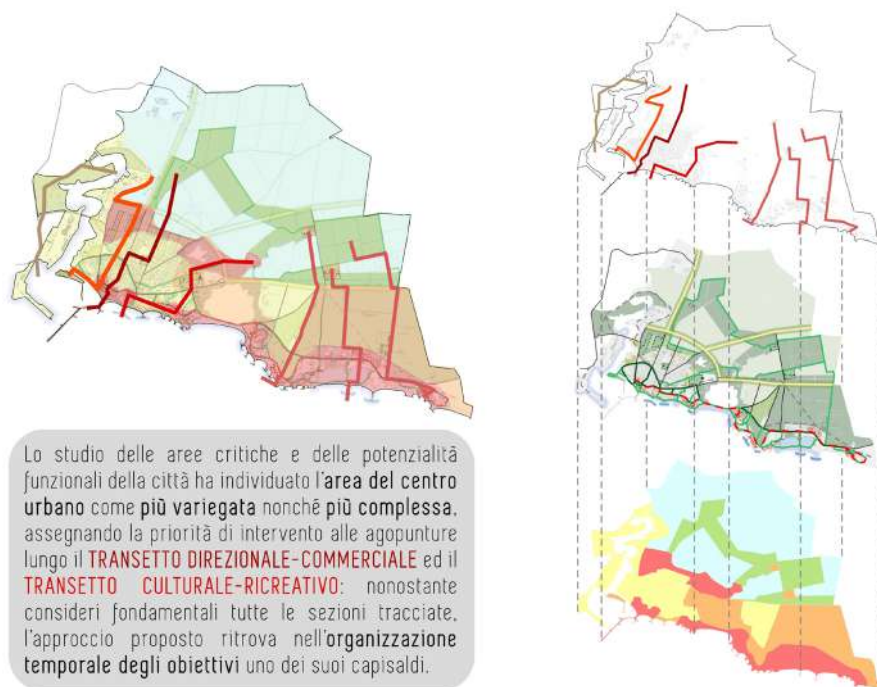 Lo studio delle aree critiche e delle potenzialità
funzionali della città ha individuato l'area del centro
urbano come più variegata nonché più complessa,
assegnando la priorità di intervento alle agopunture
lungo il TRANSETTO DIREZIONALE-COMMERCIALE ed il
TRANSETTO CULTURALE-RICREATIVO: nonostante
consideri fondamentali tutte le sezioni tracciate,
l'approccio proposto ritrova nell'organizzazione
temporale degli obiettivi uno dei suoi capisaldi.